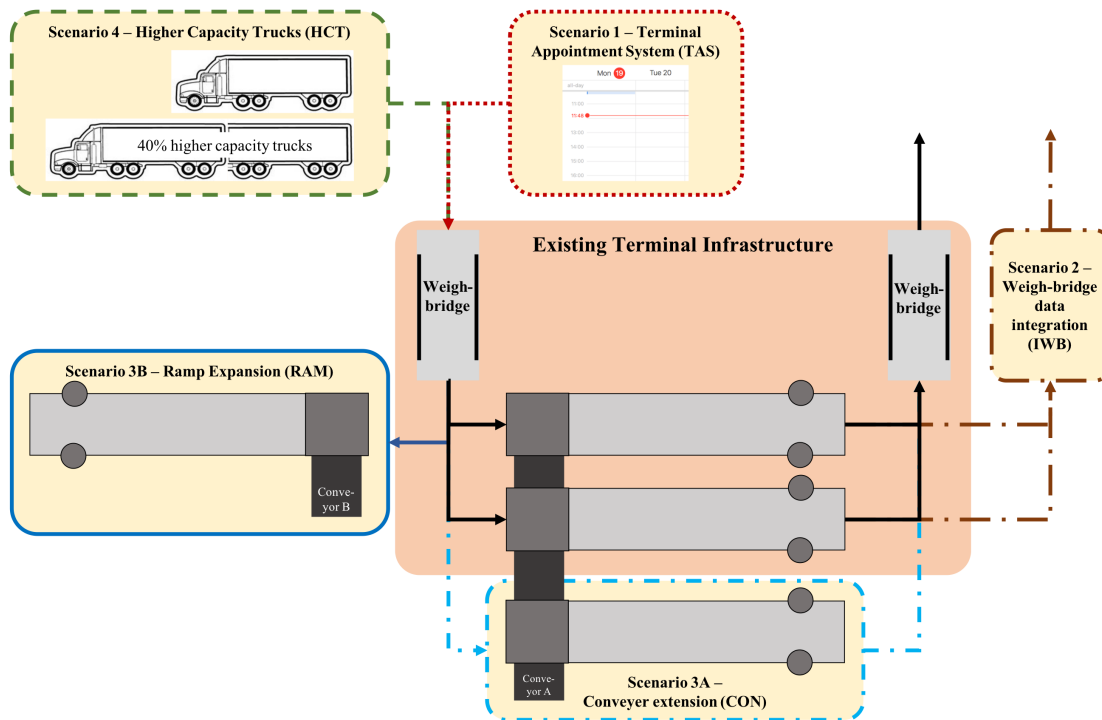 Scenario 4 – Higher Capacity Trucks (HCT)
40% higher capacity trucks
Scenario 1 – Terminal
Appointment System (TAS)
Mon 19 Tue 20
all-day
11:00
11:48
13:00
14:00
15:00
16:00
Existing Terminal Infrastructure
Weigh-
bridge
Weigh-
bridge
Scenario 2 –
Weigh-bridge
data
integration
(IWB)
Scenario 3B – Ramp Expansion (RAM)
Conve-
yor B
Conve-
yor A
Scenario 3A –
Conveyer extension (CON)